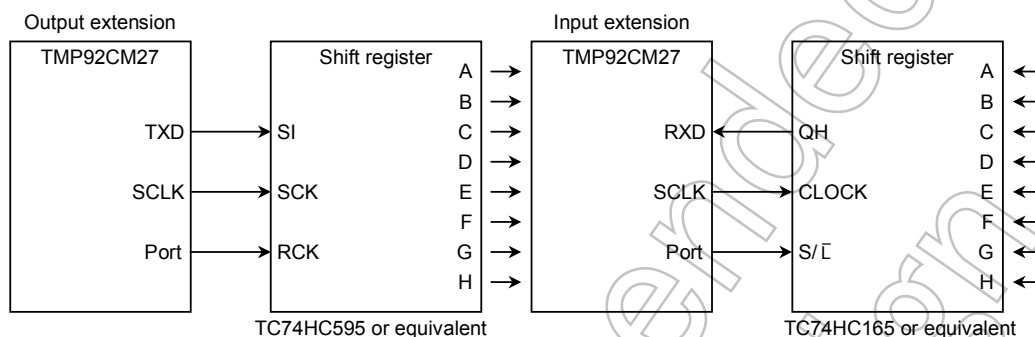 Output extension
TMP92CM27
TXD
SCLK
Port
Shift register
SI
SCK
RCK
A
B
C
D
E
F
G
H
TC74HC595 or equivalent
Input extension
TMP92CM27
RXD
SCLK
Port
Shift register
QH
CLOCK
S/L̅
A
B
C
D
E
F
G
H
TC74HC165 or equivalent